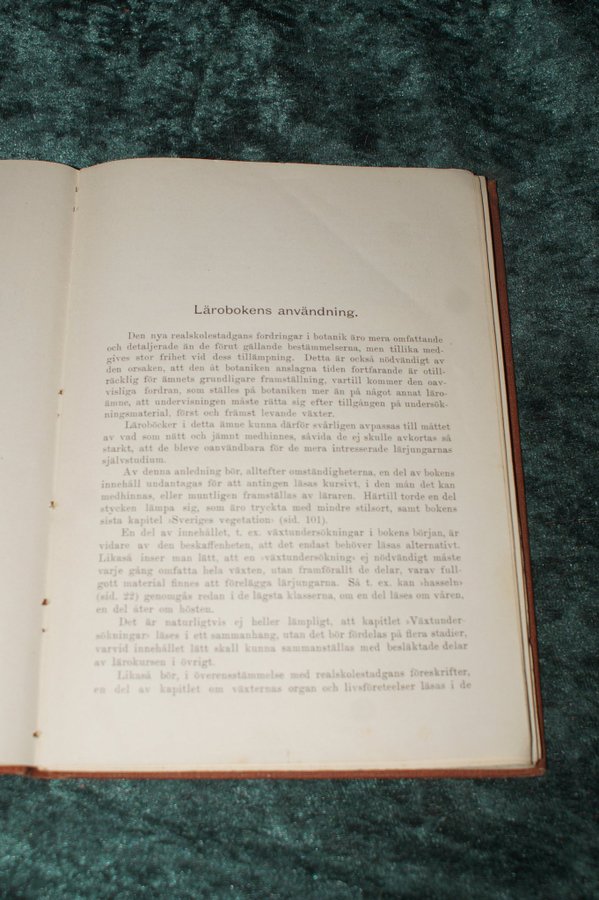 Lärobokens användning.
Den nya realskolestadgans fordringar i botanik äro mera omfattande
och detaljerade än de förut gällande bestämmelserna, men tillika med-
gives stor frihet vid dess tillämpning. Detta är också nödvändigt av
den orsaken, att den åt botaniken anslagna tiden fortfarande är otill-
räcklig för ämnets grundligare framställning, vartill kommer den oav-
visliga fordran, som ställes på botaniken mer än på något annat läro-
ämne, att undervisningen måste rätta sig efter tillgången på undersök-
ningsmaterial, först och främst levande växter.
Läroböcker i detta ämne kunna därför svårligen avpassas till måttet
av vad som nätt och jämnt medhinnes, såvida de ej skulle avkortas så
starkt, att de bleve oanvändbara för de mera intresserade lärjungarnas
självstudium.
Av denna anledning bör, alltefter omständigheterna, en del av bokens
innehåll undantagas för att antingen läsas kursivt, i den mån det kan
medhinnas, eller muntligen framställas av läraren. Härtill torde en del
stycken lämpa sig, som äro tryckta med mindre stilsort, samt bokens
sista kapitel ›Sveriges vegetation› (sid. 101).
En del av innehållet, t. ex. växtundersökningar i bokens början, är
vidare av den beskaffenheten, att det endast behöver läsas alternativt.
Likaså inser man lätt, att en ›växtundersökning› ej nödvändigt måste
varje gång omfatta hela växten, utan framförallt de delar, varav full-
gott material finnes att förelägga lärjungarna. Så t. ex. kan ›hasseln›
(sid. 22) genomgås redan i de lägsta klasserna, om en del läses om våren,
en del åter om hösten.
Det är naturligtvis ej heller lämpligt, att kapitlet ›Växtunder-
sökningar› läses i ett sammanhang, utan det bör fördelas på flera stadier,
varvid innehållet lätt skall kunna sammanställas med besläktade delar
av lärokursen i övrigt.
Likaså bör, i överensstämmelse med realskolestadgans föreskrifter,
en del av kapitlet om växternas organ och livsföreteelser läsas i de